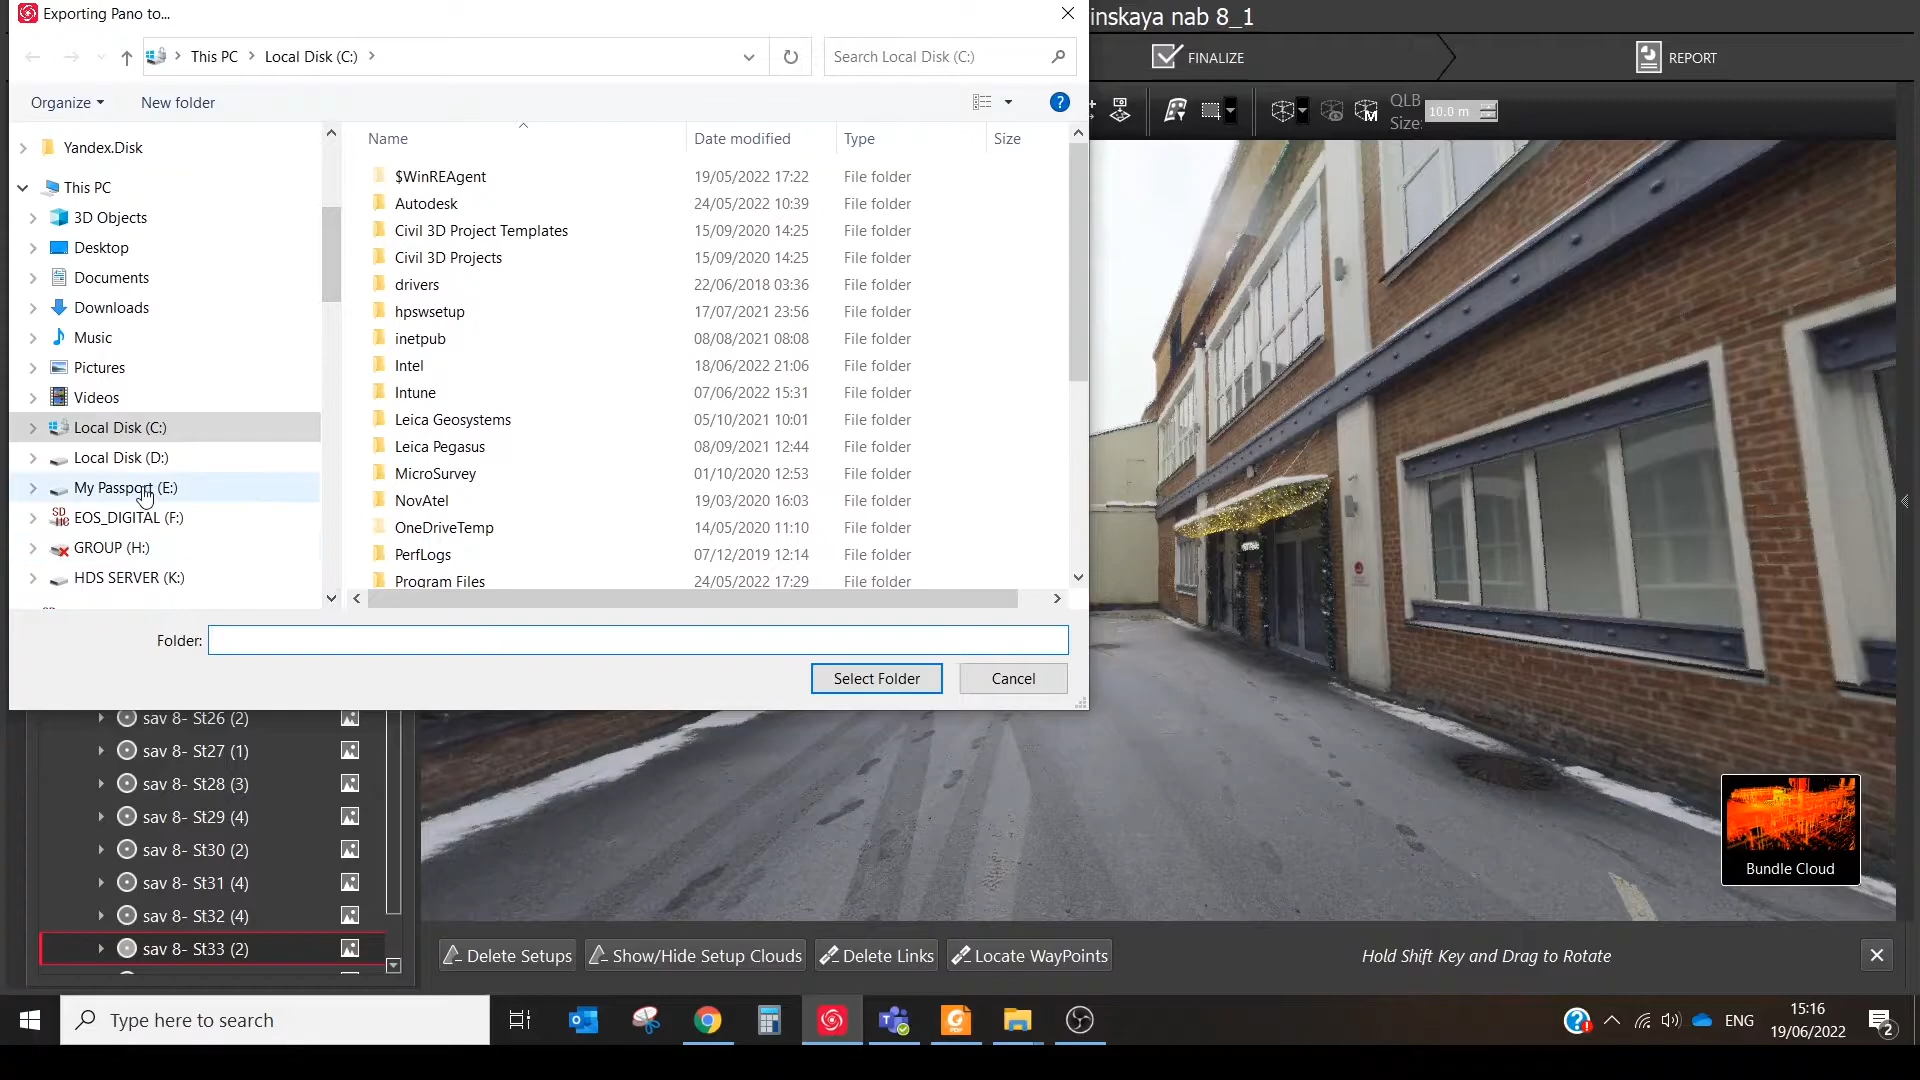 Exporting Pano to...
inskaya nab 8_1
This PC
Local Disk (C:)
Search Local Disk (C:)
FINALIZE
REPORT
Organize
New folder
?
QLB
Size:
10.0 m
Name
Date modified
Type
Size
Yandex.Disk
This PC
3D Objects
Desktop
Documents
Downloads
Music
Pictures
Videos
Local Disk (C:)
Local Disk (D:)
My Passport (E:)
EOS_DIGITAL (F:)
GROUP (H:)
HDS SERVER (K:)
$WinREAgent 19/05/2022 17:22 File folder
Autodesk 24/05/2022 10:39 File folder
Civil 3D Project Templates 15/09/2020 14:25 File folder
Civil 3D Projects 15/09/2020 14:25 File folder
drivers 22/06/2018 03:36 File folder
hpswsetup 17/07/2021 23:56 File folder
inetpub 08/08/2021 08:08 File folder
Intel 18/06/2022 21:06 File folder
Intune 07/06/2022 15:31 File folder
Leica Geosystems 05/10/2021 10:01 File folder
Leica Pegasus 08/09/2021 12:44 File folder
MicroSurvey 01/10/2020 12:53 File folder
NovAtel 19/03/2020 16:03 File folder
OneDriveTemp 14/05/2020 11:10 File folder
PerfLogs 07/12/2019 12:14 File folder
Program Files 24/05/2022 17:29 File folder
Folder:
Select Folder
Cancel
sav 8- St26 (2)
sav 8- St27 (1)
sav 8- St28 (3)
sav 8- St29 (4)
sav 8- St30 (2)
sav 8- St31 (4)
sav 8- St32 (4)
sav 8- St33 (2)
Bundle Cloud
Delete Setups
Show/Hide Setup Clouds
Delete Links
Locate WayPoints
Hold Shift Key and Drag to Rotate
Type here to search
ENG
15:16
19/06/2022
2